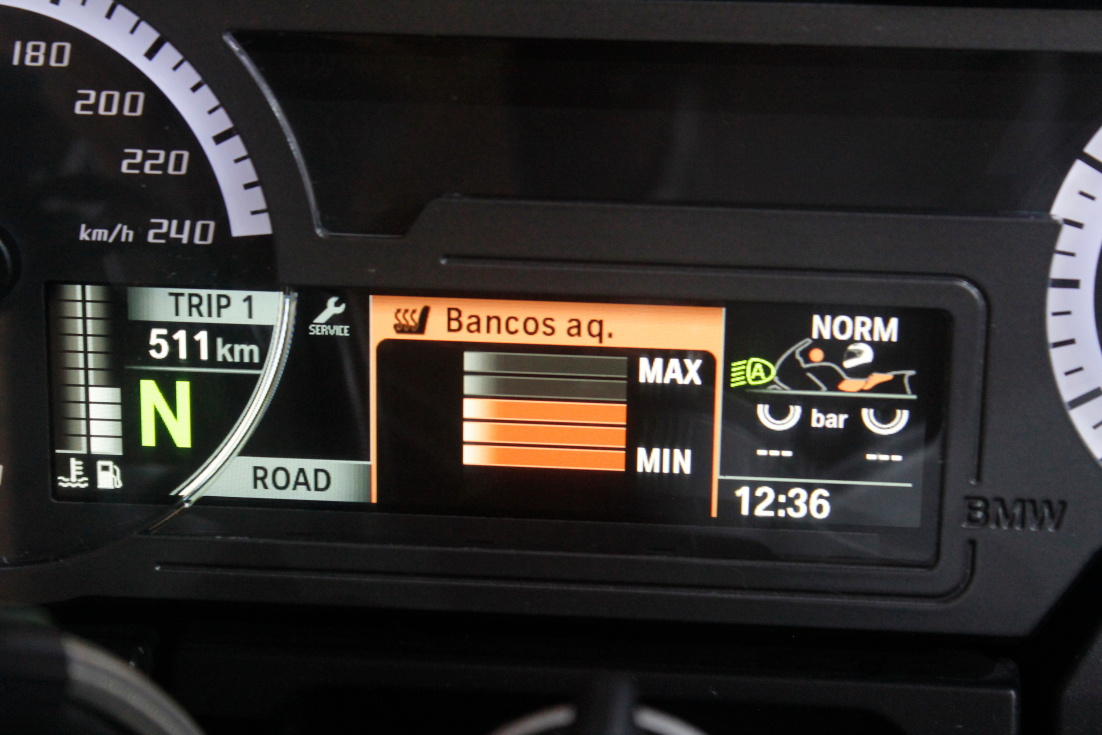 180
200
220
km/h 240
TRIP 1
511 km
N
SERVICE
ROAD
Bancos aq.
MAX
MIN
NORM
A
bar
--- ---
12:36
BMW